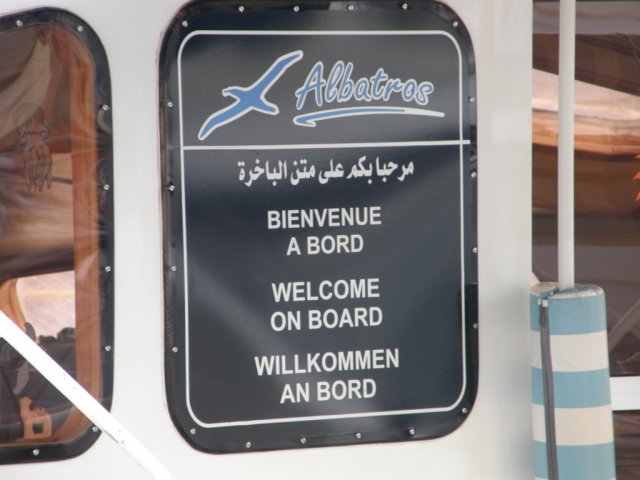 Albatros
مرحبا بكم على متن الباخرة
BIENVENUE
A BORD
WELCOME
ON BOARD
WILLKOMMEN
AN BORD